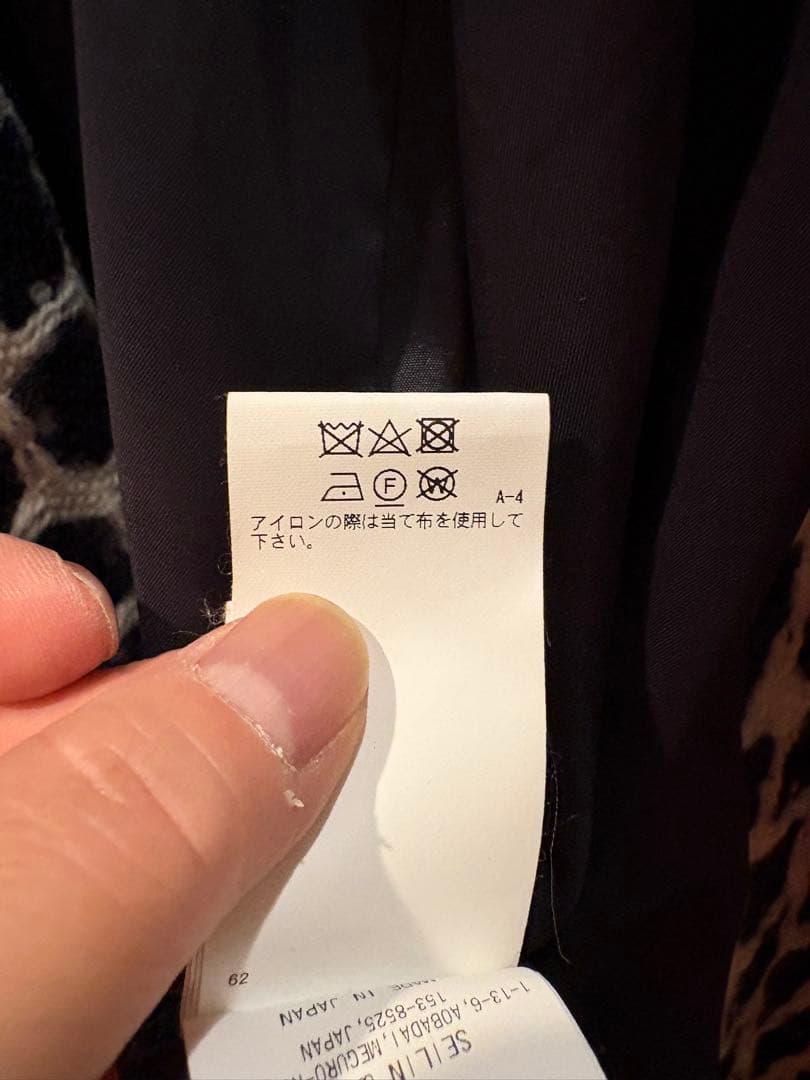 F
W
A-4
アイロンの際は当て布を使用して
下さい。
62
MADE IN JAPAN
153-8525, JAPAN
1-13-6, AOBADAI, MEGURO-